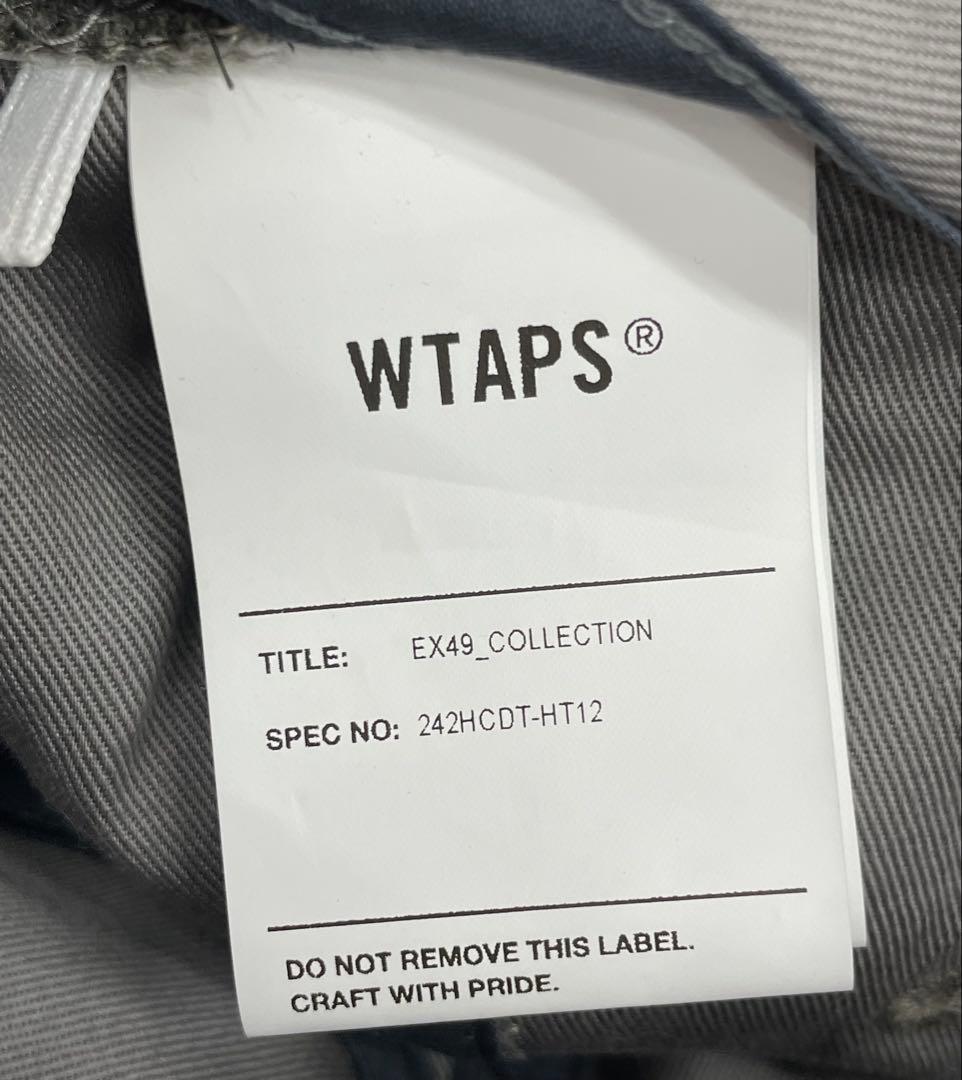 WTAPS®
TITLE: EX49_COLLECTION
SPEC NO: 242HCDT-HT12
DO NOT REMOVE THIS LABEL.
CRAFT WITH PRIDE.